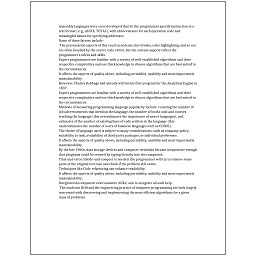 Assembly languages were soon developed that let the programmer specify instruction in a
text format (e.g., ADD X, TOTAL), with abbreviations for each operation code and
meaningful names for specifying addresses.
Some of these factors include:
The presentation aspects of this (such as indents, line breaks, color highlighting, and so on)
are often handled by the source code editor, but the content aspects reflect the
programmer's talent and skills.
Expert programmers are familiar with a variety of well-established algorithms and their
respective complexities and use this knowledge to choose algorithms that are best suited to
the circumstances.
It affects the aspects of quality above, including portability, usability and most importantly
maintainability.
However, Charles Babbage had already written his first program for the Analytical Engine in
1837.
Expert programmers are familiar with a variety of well-established algorithms and their
respective complexities and use this knowledge to choose algorithms that are best suited to
the circumstances.
Methods of measuring programming language popularity include: counting the number of
job advertisements that mention the language, the number of books sold and courses
teaching the language (this overestimates the importance of newer languages), and
estimates of the number of existing lines of code written in the language (this
underestimates the number of users of business languages such as COBOL).
The choice of language used is subject to many considerations, such as company policy,
suitability to task, availability of third-party packages, or individual preference.
It affects the aspects of quality above, including portability, usability and most importantly
maintainability.
By the late 1960s, data storage devices and computer terminals became inexpensive enough
that programs could be created by typing directly into the computers.
Trial-and-error/divide-and-conquer is needed: the programmer will try to remove some
parts of the original test case and check if the problem still exists.
Techniques like Code refactoring can enhance readability.
It affects the aspects of quality above, including portability, usability and most importantly
maintainability.
Integrated development environments (IDEs) aim to integrate all such help.
The academic field and the engineering practice of computer programming are both largely
concerned with discovering and implementing the most efficient algorithms for a given
class of problems.